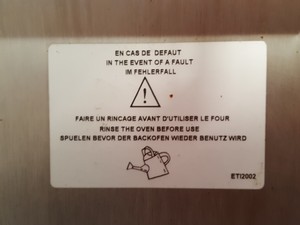 EN CAS DE DEFAUT
IN THE EVENT OF A FAULT
IM FEHLERFALL
!
FAIRE UN RINCAGE AVANT D'UTILISER LE FOUR
RINSE THE OVEN BEFORE USE
SPUELEN BEVOR DER BACKOFEN WIEDER BENUTZ WIRD
ETI2002